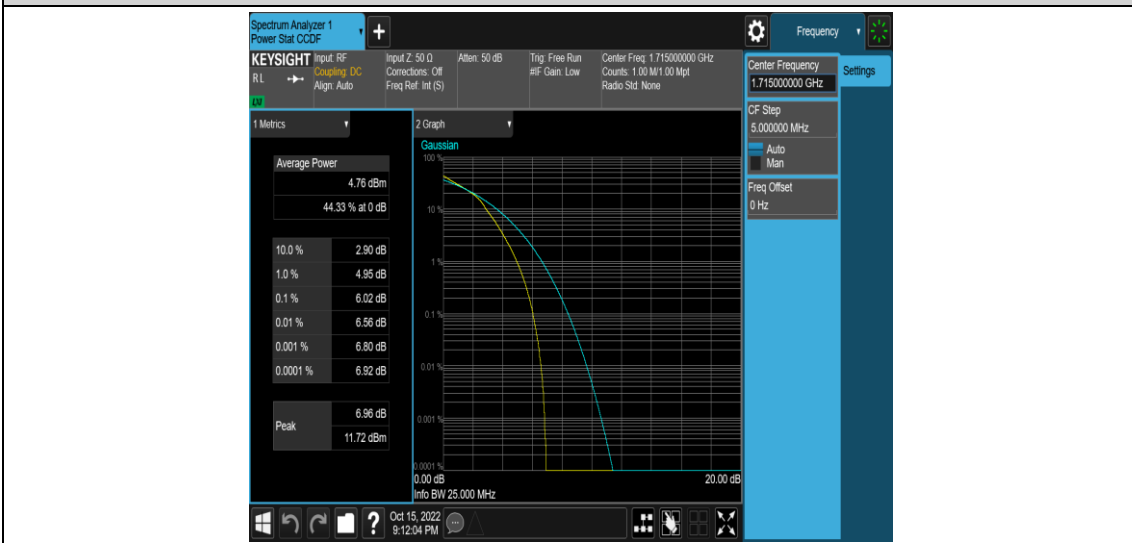 Spectrum Analyzer 1
Power Stat CCDF
+
Frequency
KEYSIGHT
RL
LXI
Input: RF
Coupling: DC
Align: Auto
Input Z: 50 Ω
Corrections: Off
Freq Ref: Int (S)
Atten: 50 dB
Trig: Free Run
#IF Gain: Low
Center Freq: 1.715000000 GHz
Counts: 1.00 M/1.00 Mpt
Radio Std: None
Center Frequency
1.715000000 GHz
Settings
CF Step
5.000000 MHz
Auto
Man
Freq Offset
0 Hz
1 Metrics
Average Power
4.76 dBm
44.33 % at 0 dB
10.0 % 2.90 dB
1.0 % 4.95 dB
0.1 % 6.02 dB
0.01 % 6.56 dB
0.001 % 6.80 dB
0.0001 % 6.92 dB
Peak
6.96 dB
11.72 dBm
2 Graph
Gaussian
100 %
10 %
1 %
0.1 %
0.01 %
0.001 %
0.0001 %
0.00 dB 20.00 dB
Info BW 25.000 MHz
?
Oct 15, 2022
9:12:04 PM